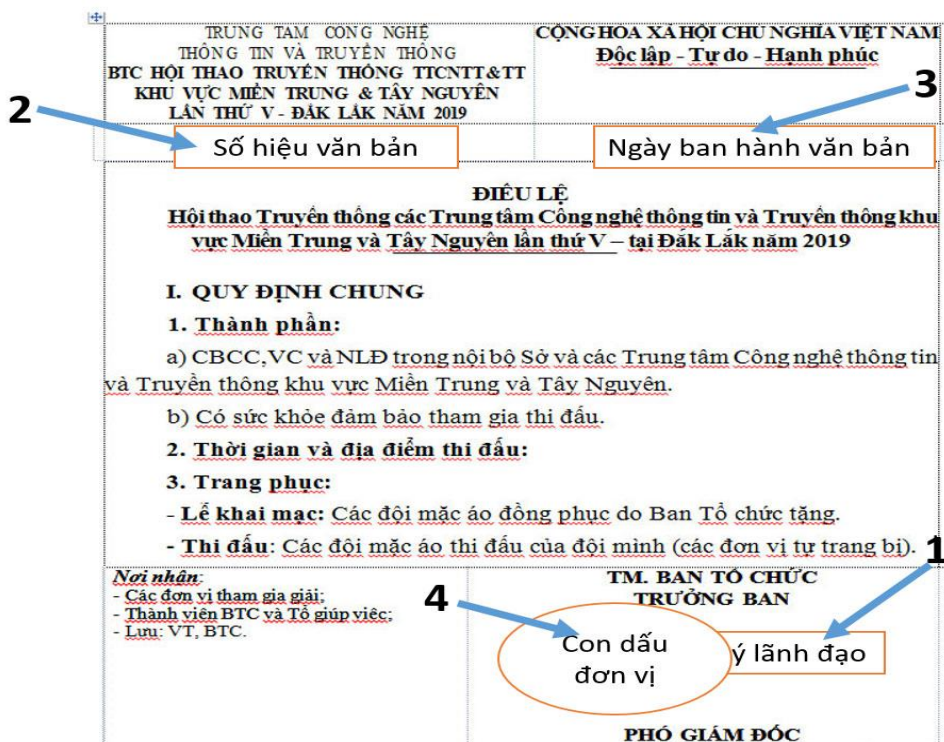 TRUNG TAM CONG NGHỆ
THÔNG TIN VÀ TRUYỀN THÔNG
BTC HỘI THAO TRUYỀN THỐNG TTCNTT&TT
KHU VỰC MIỀN TRUNG & TÂY NGUYÊN
LẦN THỨ V - ĐĂK LĂK NĂM 2019
CỘNG HOA XÃ HỘI CHỦ NGHĨA VIỆT NAM
Độc lập - Tự do - Hạnh phúc
3
2
Số hiệu văn bản
Ngày ban hành văn bản
ĐIỀU LỆ
Hội thao Truyền thống các Trung tâm Công nghệ thông tin và Truyền thông khu
vực Miền Trung và Tây Nguyên lần thứ V – tại Đắk Lắk năm 2019
I. QUY ĐỊNH CHUNG
1. Thành phần:
a) CBCC,VC và NLĐ trong nội bộ Sở và các Trung tâm Công nghệ thông tin
và Truyền thông khu vực Miền Trung và Tây Nguyên.
b) Có sức khỏe đảm bảo tham gia thi đấu.
2. Thời gian và địa điểm thi đấu:
3. Trang phục:
- Lễ khai mạc: Các đội mặc áo đồng phục do Ban Tổ chức tặng.
- Thi đấu: Các đội mặc áo thi đấu của đội mình (các đơn vị tự trang bị).
1
Nơi nhận:
- Các đơn vị tham gia giải;
- Thành viên BTC và Tổ giúp việc;
- Lưu: VT, BTC.
TM. BAN TỔ CHỨC
TRƯỞNG BAN
4
Con dấu
đơn vị
ý lãnh đạo
PHÓ GIÁM ĐỐC